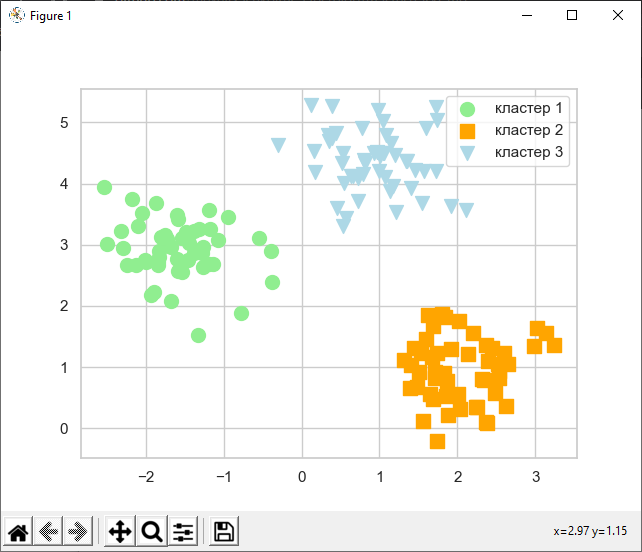 Figure 1
кластер 1
кластер 2
кластер 3
5
4
3
2
1
0
−2
−1
0
1
2
3
x=2.97 y=1.15